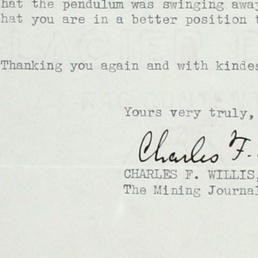 hat the pendulum was swinging away
hat you are in a better position t
Thanking you again and with kindes
Yours very truly,
Charles F.
CHARLES F. WILLIS,
The Mining Journal